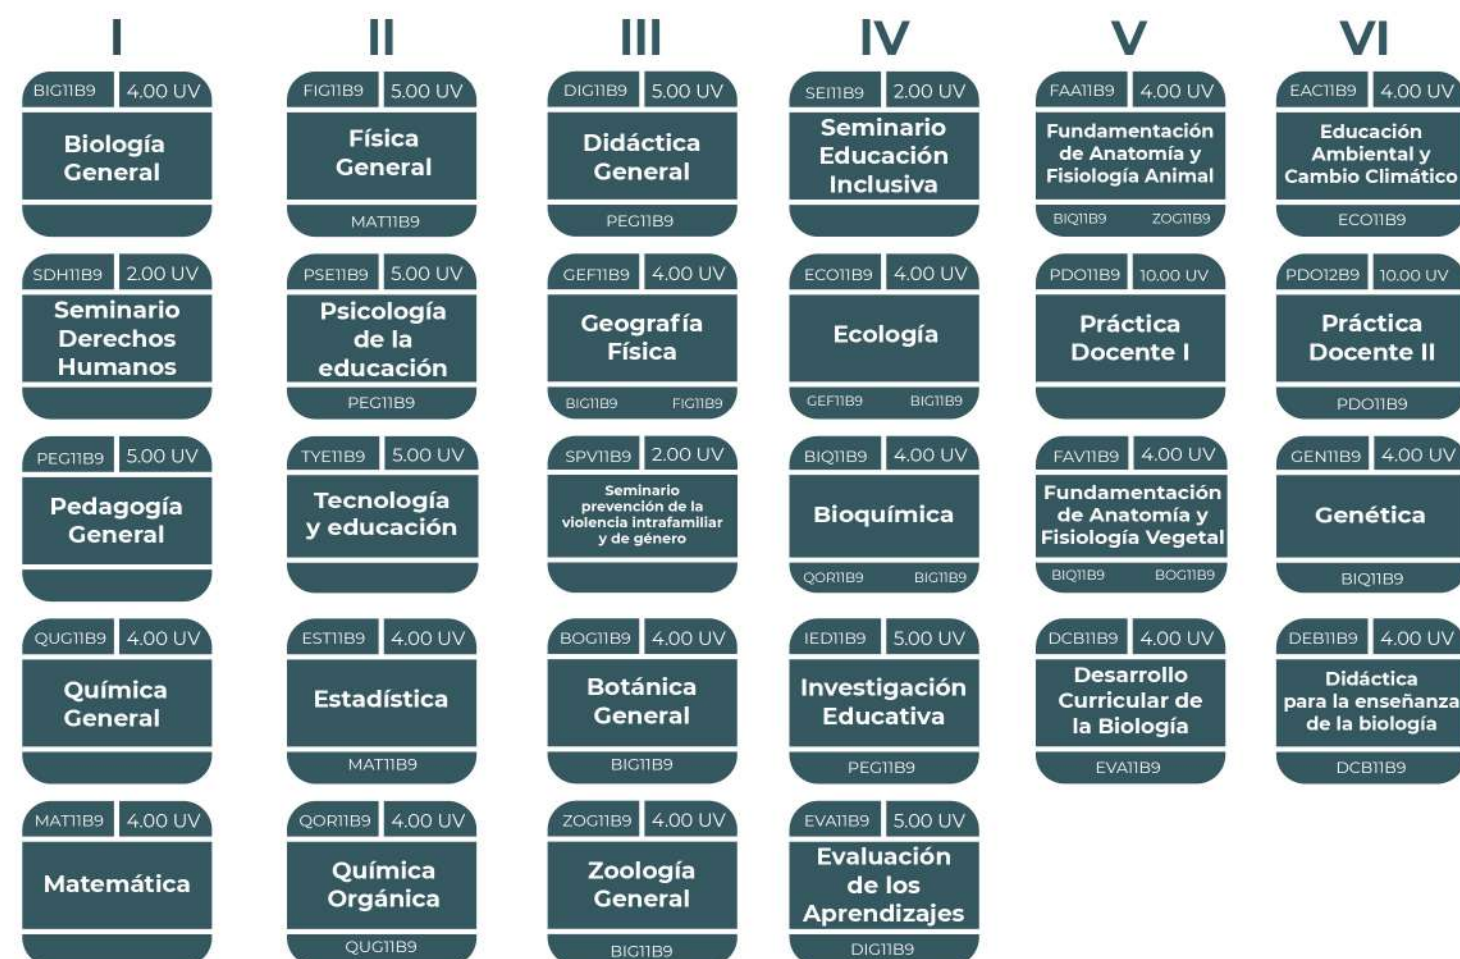 I
BIG11B9 4.00 UV
Biología
General
SDH11B9 2.00 UV
Seminario
Derechos
Humanos
PEG11B9 5.00 UV
Pedagogía
General
QUG11B9 4.00 UV
Química
General
MAT11B9 4.00 UV
Matemática
II
FIG11B9 5.00 UV
Física
General
MAT11B9
PSE11B9 5.00 UV
Psicología
de la
educación
PEG11B9
TYE11B9 5.00 UV
Tecnología
y educación
EST11B9 4.00 UV
Estadística
MAT11B9
QOR11B9 4.00 UV
Química
Orgánica
QUG11B9
III
DIG11B9 5.00 UV
Didáctica
General
PEG11B9
GEF11B9 4.00 UV
Geografía
Física
BIG11B9 FIG11B9
SPV11B9 2.00 UV
Seminario
prevención de la
violencia intrafamiliar
y de género
BOG11B9 4.00 UV
Botánica
General
BIG11B9
ZOG11B9 4.00 UV
Zoología
General
BIG11B9
IV
SEI11B9 2.00 UV
Seminario
Educación
Inclusiva
ECO11B9 4.00 UV
Ecología
GEF11B9 BIG11B9
BIQ11B9 4.00 UV
Bioquímica
QOR11B9 BIG11B9
IED11B9 5.00 UV
Investigación
Educativa
PEG11B9
EVA11B9 5.00 UV
Evaluación
de los
Aprendizajes
DIG11B9
V
FAA11B9 4.00 UV
Fundamentación
de Anatomía y
Fisiología Animal
BIQ11B9 ZOG11B9
PDO11B9 10.00 UV
Práctica
Docente I
FAV11B9 4.00 UV
Fundamentación
de Anatomía y
Fisiología Vegetal
BIQ11B9 BOG11B9
DCB11B9 4.00 UV
Desarrollo
Curricular de
la Biología
EVA11B9
VI
EAC11B9 4.00 UV
Educación
Ambiental y
Cambio Climático
ECO11B9
PDO12B9 10.00 UV
Práctica
Docente II
PDO11B9
GEN11B9 4.00 UV
Genética
BIQ11B9
DEB11B9 4.00 UV
Didáctica
para la enseñanza
de la biología
DCB11B9